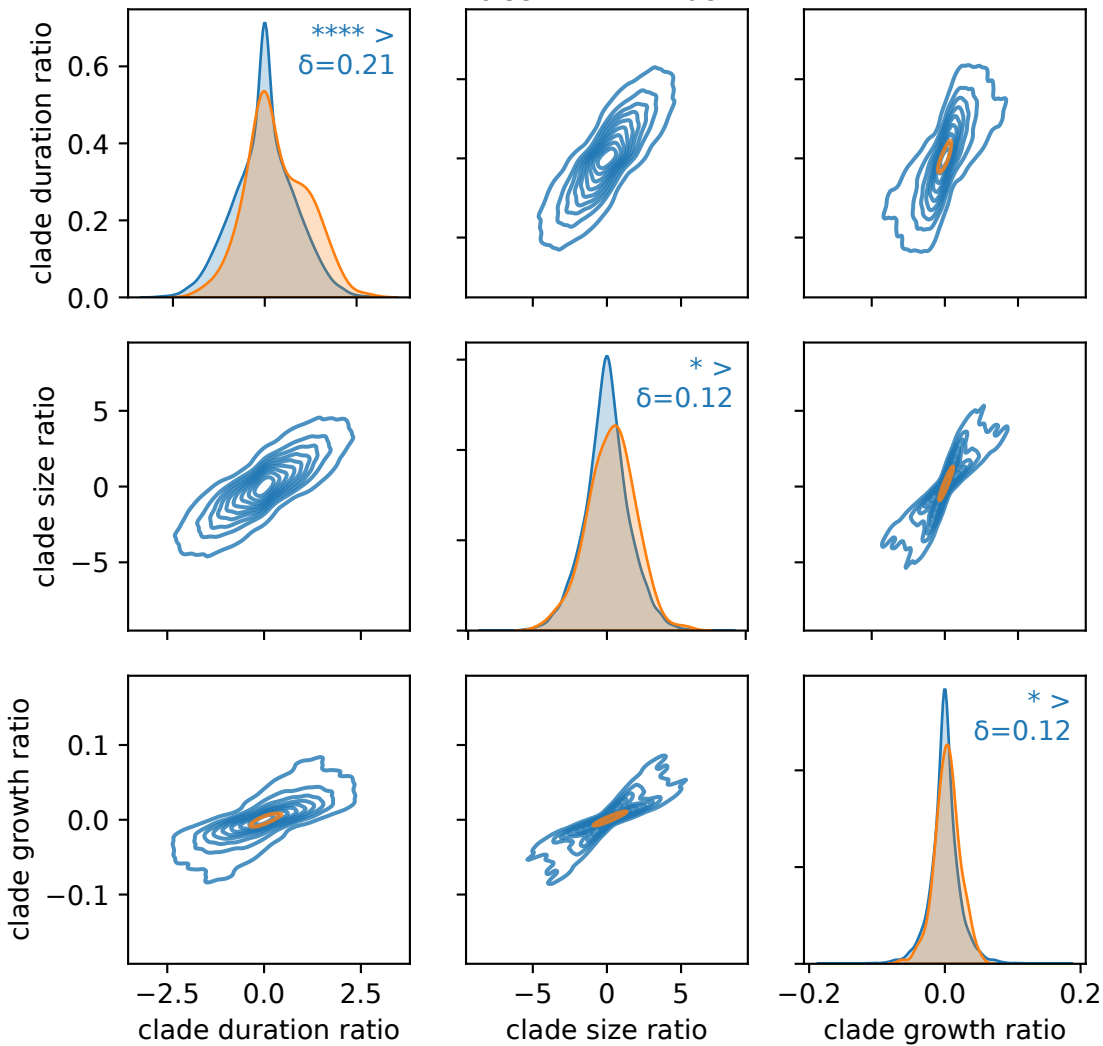 clade duration ratio
0.6
0.4
0.2
0.0
**** >
δ=0.21
clade size ratio
5
0
−5
* >
δ=0.12
clade growth ratio
0.1
0.0
−0.1
* >
δ=0.12
−2.5 0.0 2.5
clade duration ratio
−5 0 5
clade size ratio
−0.2 0.0 0.2
clade growth ratio